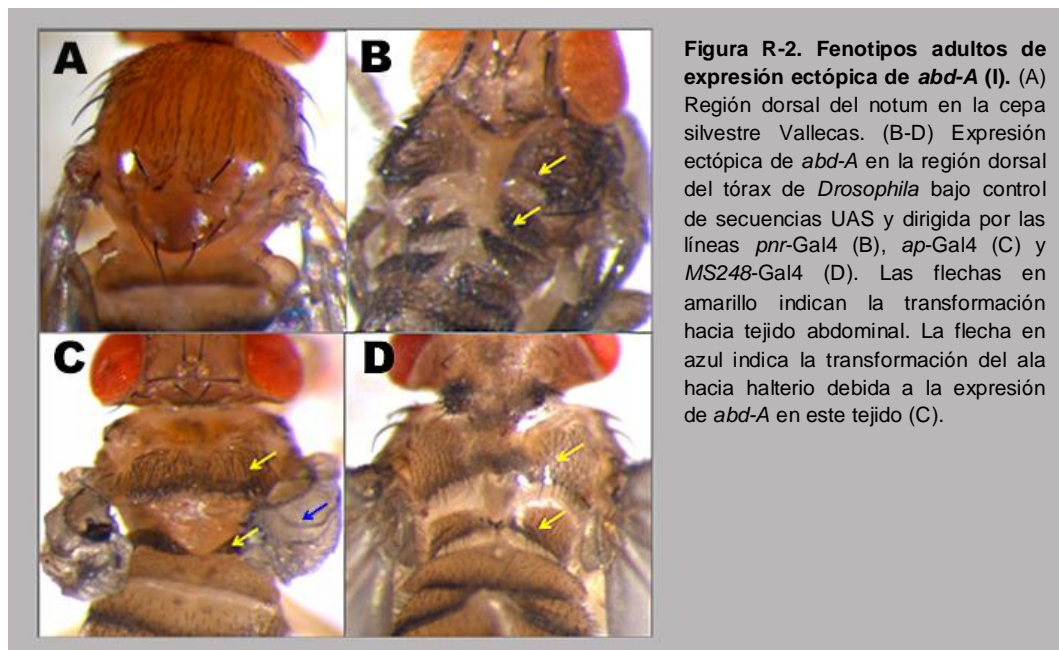 A
B
C
D
Figura R-2. Fenotipos adultos de
expresión ectópica de abd-A (I). (A)
Región dorsal del notum en la cepa
silvestre Vallecas. (B-D) Expresión
ectópica de abd-A en la región dorsal
del tórax de Drosophila bajo control
de secuencias UAS y dirigida por las
líneas pnr-Gal4 (B), ap-Gal4 (C) y
MS248-Gal4 (D). Las flechas en
amarillo indican la transformación
hacia tejido abdominal. La flecha en
azul indica la transformación del ala
hacia halterio debida a la expresión
de abd-A en este tejido (C).